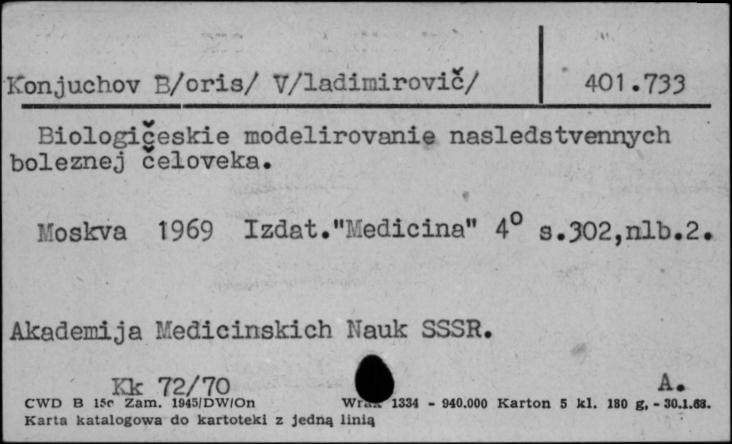 Konjuchov B/oris/ V/ladimirovič/ 401.733
Biologičeskie modelirovanie nasledstvennych
boleznej čeloveka.
Moskva 1969 Izdat."Medicina" 4° s.302,nlb.2.
Akademija Medicinskich Nauk SSSR.
Kk 72/70 A.
CWD B 15c Zam. 1945/DW/On 1334 - 940.000 Karton 5 kl. 180 g, - 30.1.68.
Karta katalogowa do kartoteki z jedną linią